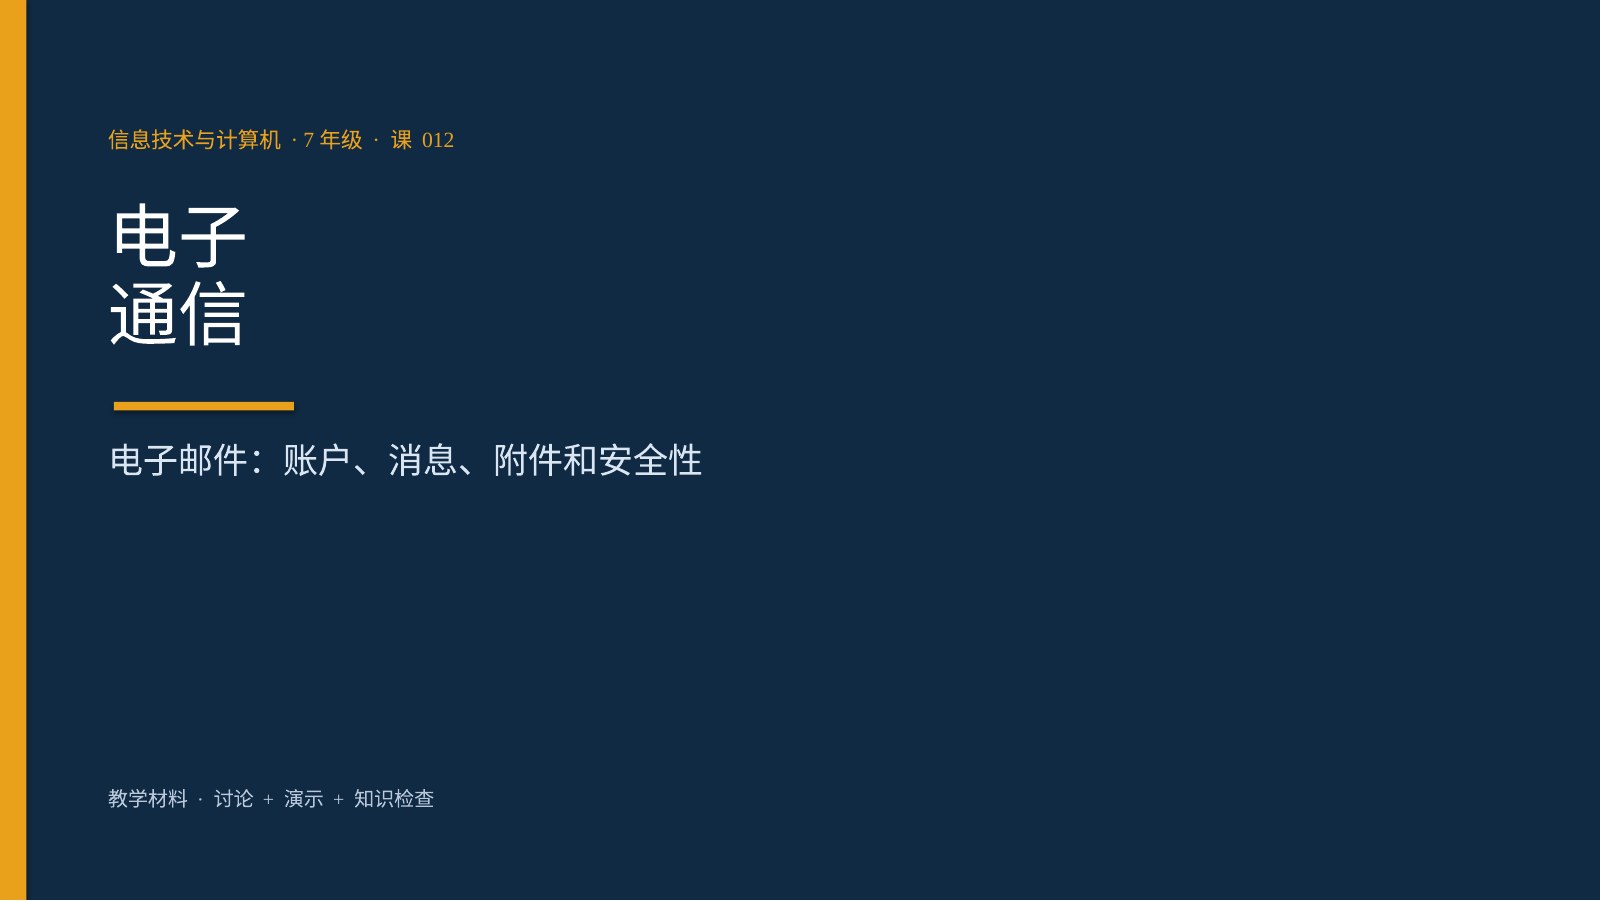 信息技术与计算机 · 7 年级 · 课 012
电子
通信
电子邮件：账户、消息、附件和安全性
教学材料 · 讨论 + 演示 + 知识检查